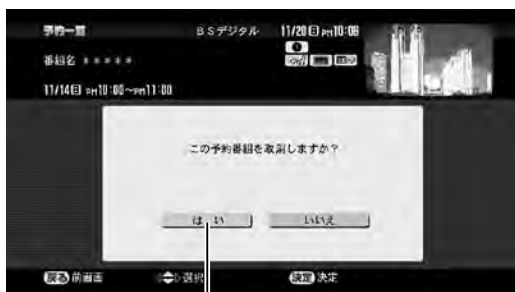 予約一覧 BSデジタル 11/20日 PM10:08
番組名 *****
11/14日 PM10:00～PM11:00
この予約番組を取消しますか？
はい いいえ
戻る 前画面 選択 決定 決定